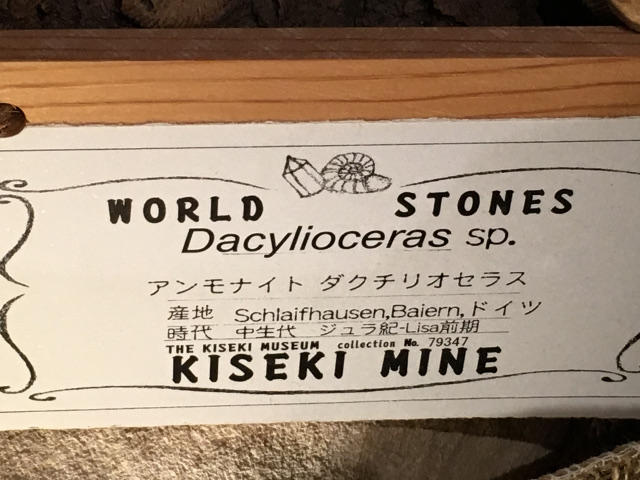 WORLD STONES
Dacylioceras sp.
アンモナイト ダクチリオセラス
産地 Schlaifhausen,Baiern,ドイツ
時代 中生代 ジュラ紀-Lisa前期
THE KISEKI MUSEUM collection No. 79347
KISEKI MINE